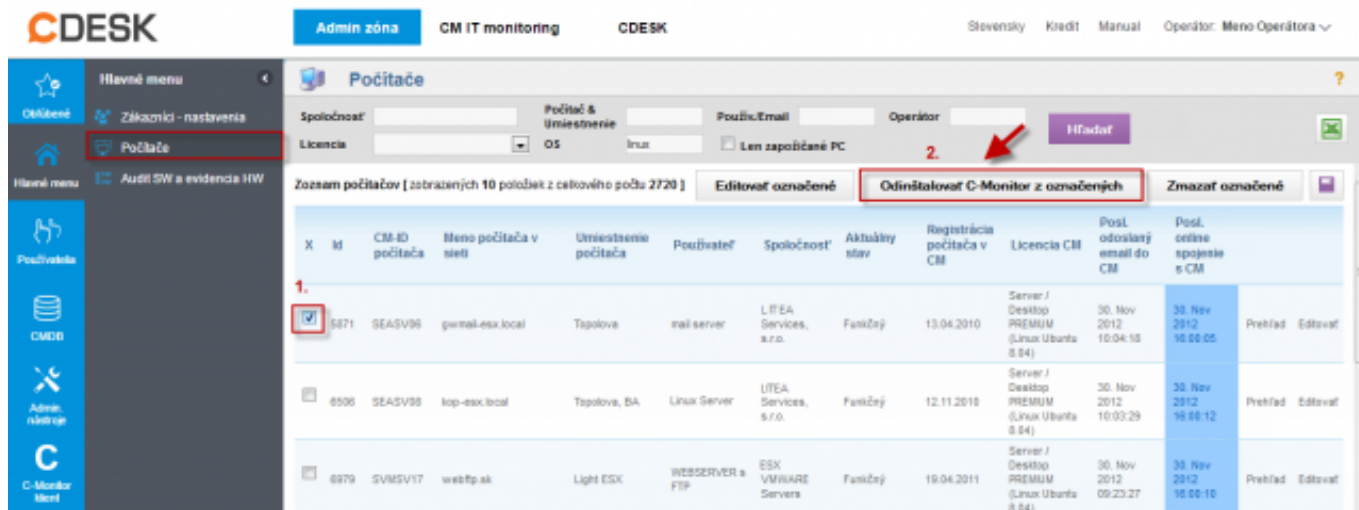 CDESK
Admin zóna CM IT monitoring CDESK
Slovensky Kredit Manual Operátor: Meno Operátora
Obľúbené
Hlavné menu
Používatelia
CMDB
Admin. nástroje
C
C-Monitor klient
Hlavné menu
Zákazníci - nastavenia
Počítače
Audit SW a evidencia HW
Počítače ?
Spoločnosť Počítač & Umiestnenie Použív./Email Operátor
Hľadať
Licencia OS linux Len zapožičané PC
2.
Zoznam počítačov [ zobrazených 10 položiek z celkového počtu 2720 ] Editovať označené Odinštalovať C-Monitor z označených Zmazať označené
X Id CM-ID počítača Meno počítača v sieti Umiestnenie počítača Používateľ Spoločnosť Aktuálny stav Registrácia počítača v CM Licencia CM Posl. odoslaný email do CM Posl. online spojenie s CM
1.
5871 SEASV06 gwmail-esx.local Topolova mail server LITEA Services, s.r.o. Funkčný 13.04.2010 Server / Desktop PREMIUM (Linux Ubuntu 8.04) 30. Nov 2012 10:04:18 30. Nov 2012 16:00:05 Prehľad Editovať
6506 SEASV08 kop-esx.local Topolova, BA Linux Server LITEA Services, s.r.o. Funkčný 12.11.2010 Server / Desktop PREMIUM (Linux Ubuntu 8.04) 30. Nov 2012 10:03:29 30. Nov 2012 16:00:12 Prehľad Editovať
6979 SVMSV17 webftp.sk Light ESX WEBSERVER a FTP ESX VMWARE Servers Funkčný 19.04.2011 Server / Desktop PREMIUM (Linux Ubuntu 8.04) 30. Nov 2012 09:23:27 30. Nov 2012 16:00:10 Prehľad Editovať